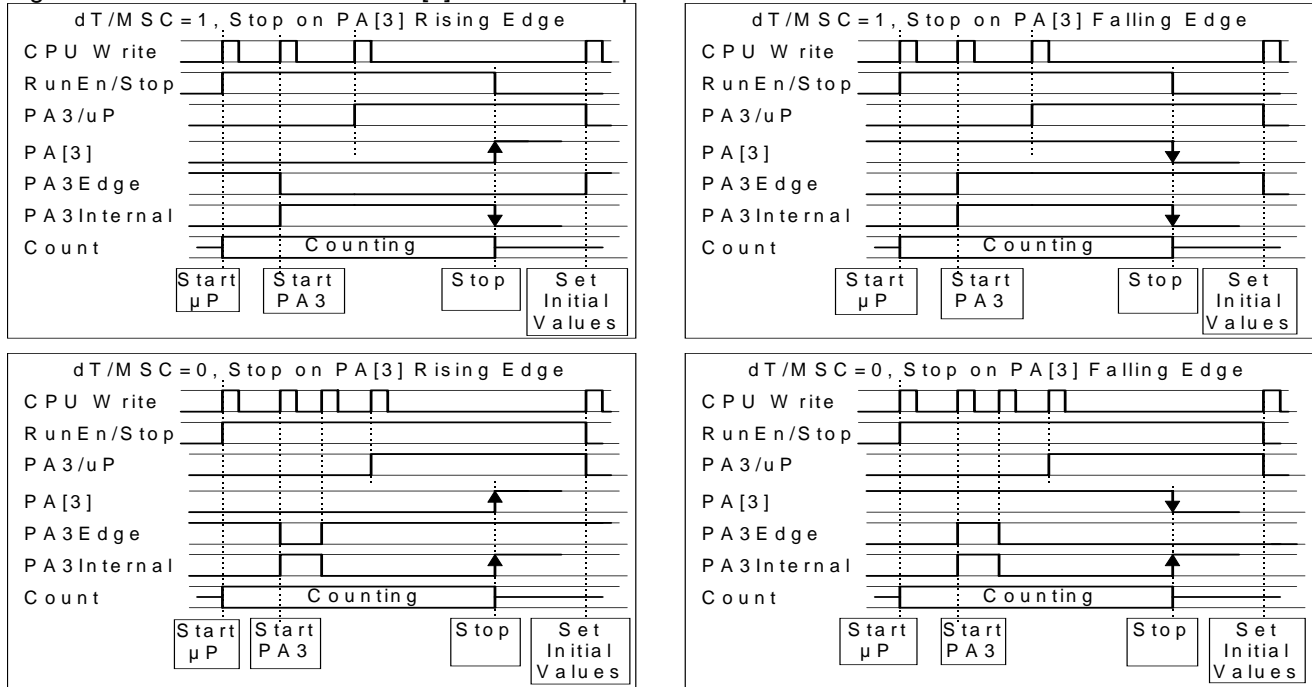 dT/MSC=1, Stop on PA[3] Rising Edge
CPU Write
RunEn/Stop
PA3/uP
PA[3]
PA3Edge
PA3Internal
Count
Counting
Start
µP
Start
PA3
Stop
Set
Initial
Values
dT/MSC=1, Stop on PA[3] Falling Edge
CPU Write
RunEn/Stop
PA3/uP
PA[3]
PA3Edge
PA3Internal
Count
Counting
Start
µP
Start
PA3
Stop
Set
Initial
Values
dT/MSC=0, Stop on PA[3] Rising Edge
CPU Write
RunEn/Stop
PA3/uP
PA[3]
PA3Edge
PA3Internal
Count
Counting
Start
µP
Start
PA3
Stop
Set
Initial
Values
dT/MSC=0, Stop on PA[3] Falling Edge
CPU Write
RunEn/Stop
PA3/uP
PA[3]
PA3Edge
PA3Internal
Count
Counting
Start
µP
Start
PA3
Stop
Set
Initial
Values